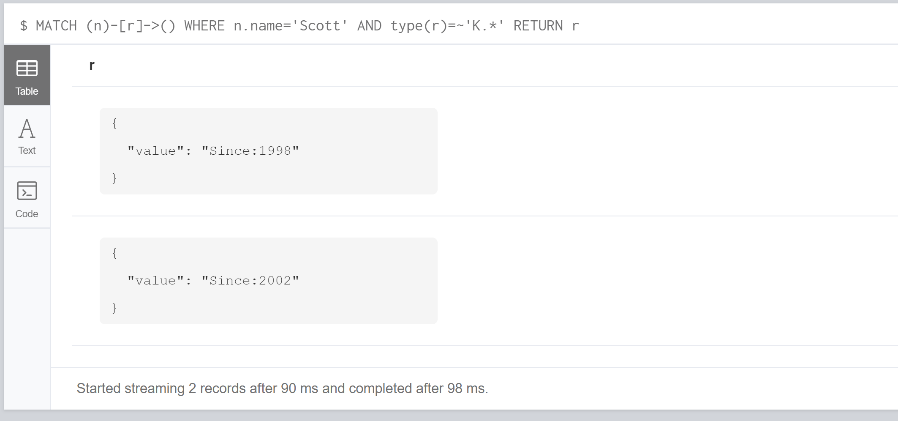 $ MATCH (n)-[r]->() WHERE n.name='Scott' AND type(r)=~'K.*' RETURN r
r
Table
{
"value": "Since:1998"
}
A
Text
Code
{
"value": "Since:2002"
}
Started streaming 2 records after 90 ms and completed after 98 ms.